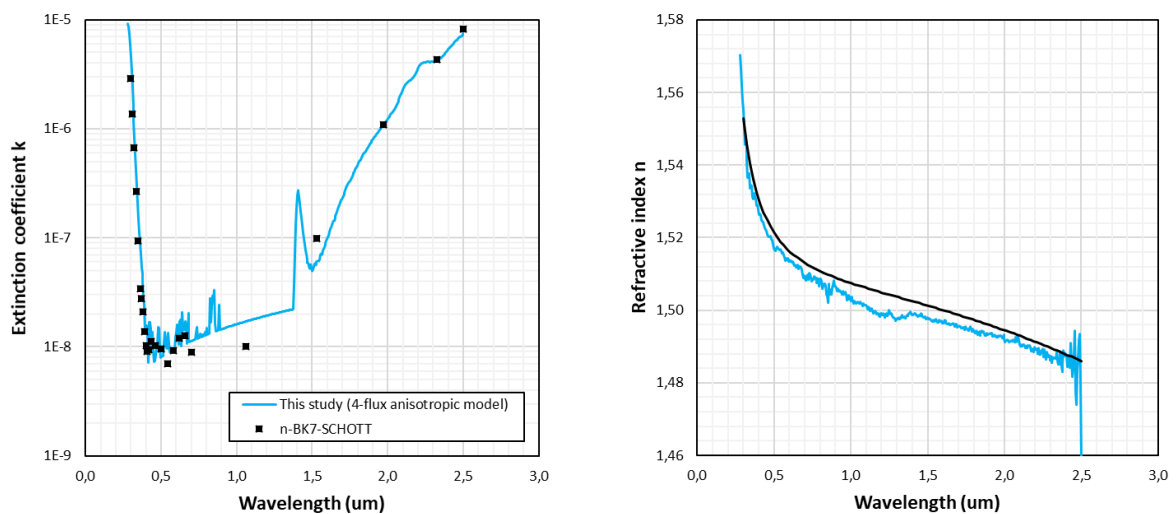 Extinction coefficient k
1E-5
1E-6
1E-7
1E-8
1E-9
This study (4-flux anisotropic model)
n-BK7-SCHOTT
0,0 0,5 1,0 1,5 2,0 2,5 3,0
Wavelength (um)
Refractive index n
1,58
1,56
1,54
1,52
1,50
1,48
1,46
0,0 0,5 1,0 1,5 2,0 2,5 3,0
Wavelength (um)